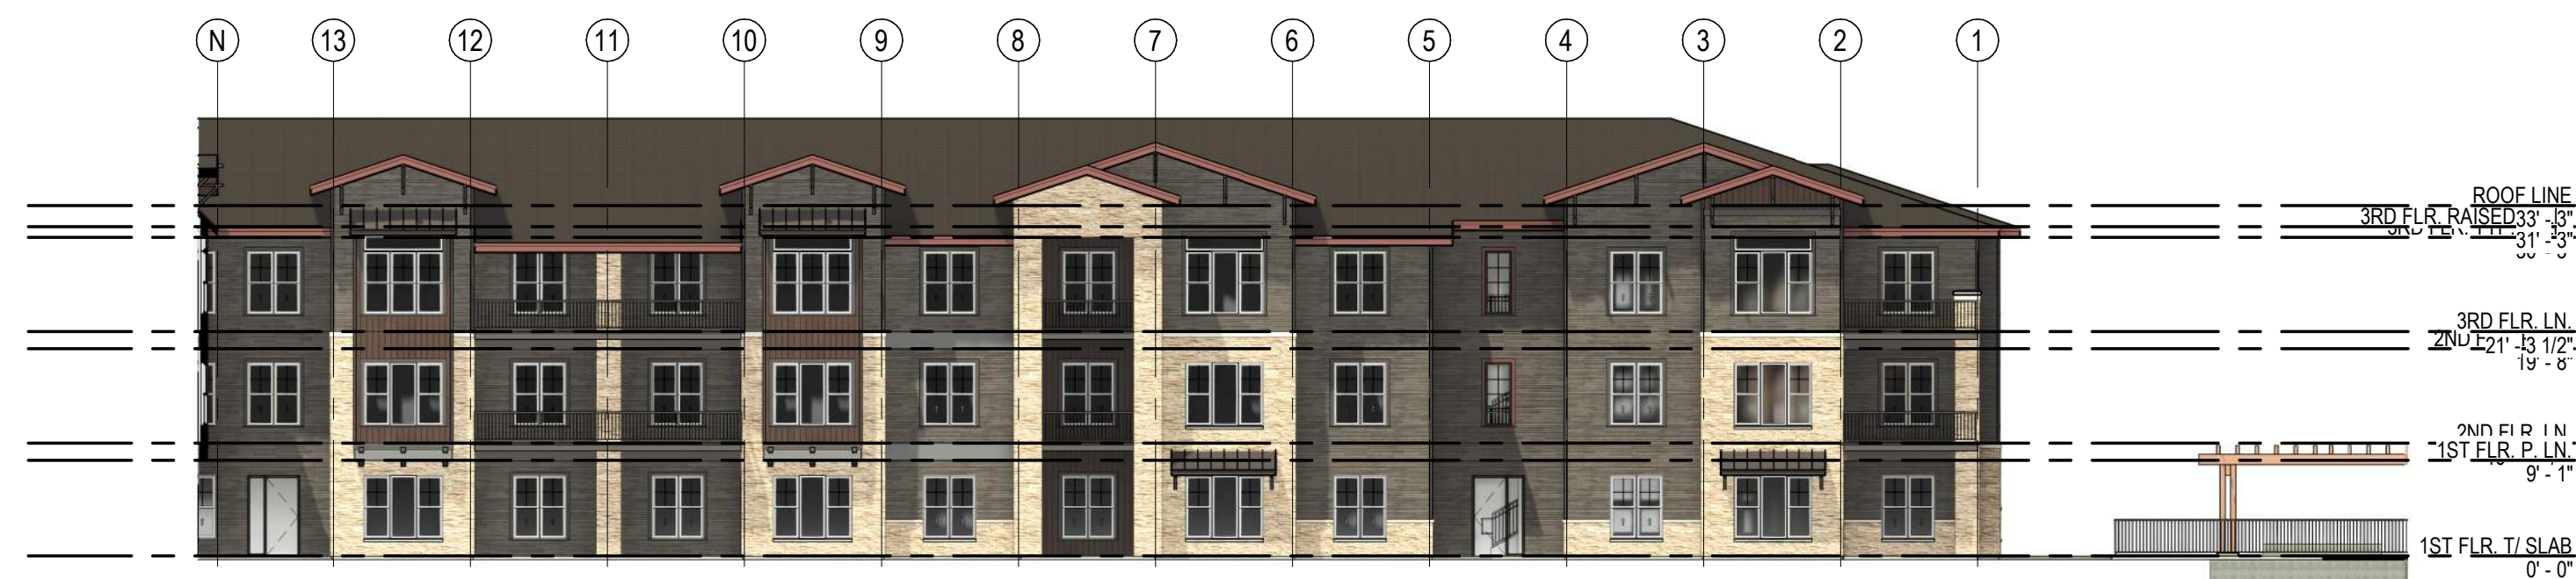 N 13 12 11 10 9 8 7 6 5 4 3 2 1
ROOF LINE
33' - 3"
3RD FLR. RAISED
31' - 3"
3RD FLR. LN.
21' - 3 1/2"
19' - 8"
2ND FLR. LN.
1ST FLR. P. LN.
9' - 1"
1ST FLR. T/ SLAB
0' - 0"